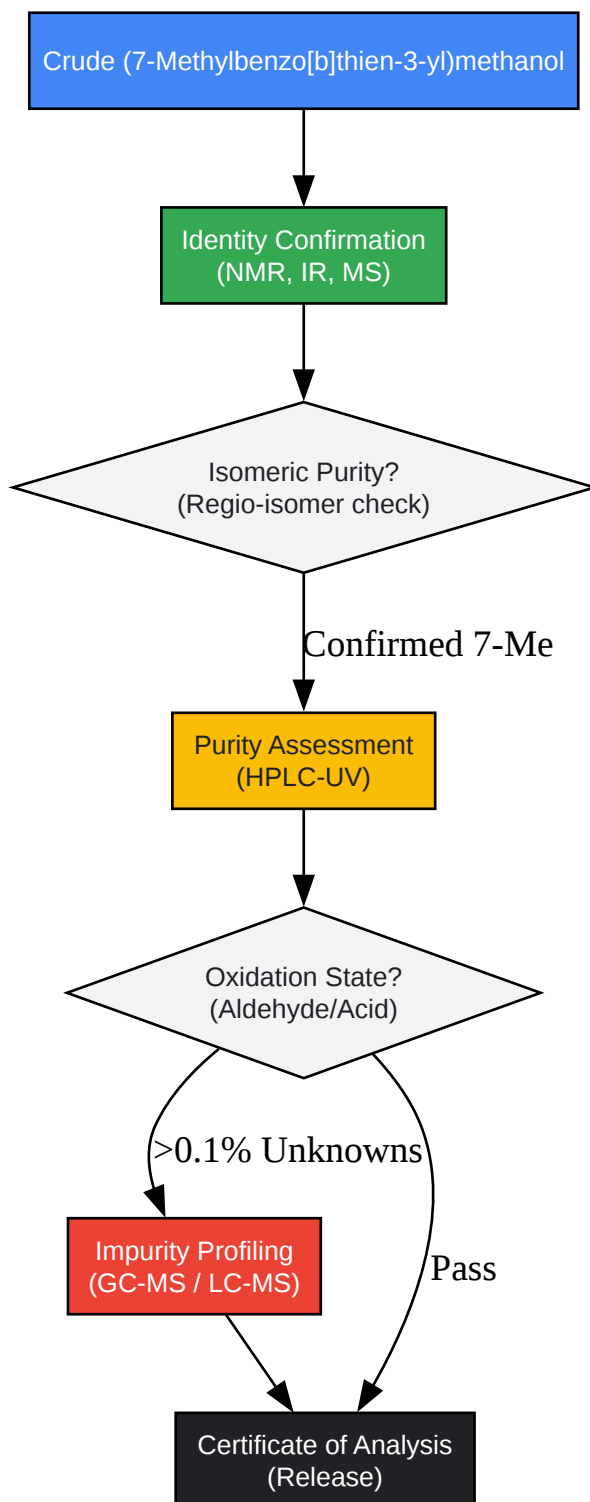 Crude (7-Methylbenzo[b]thien-3-yl)methanol
Identity Confirmation
(NMR, IR, MS)
Isomeric Purity?
(Regio-isomer check)
Confirmed 7-Me
Purity Assessment
(HPLC-UV)
Oxidation State?
(Aldehyde/Acid)
>0.1% Unknowns
Impurity Profiling
(GC-MS / LC-MS)
Pass
Certificate of Analysis
(Release)